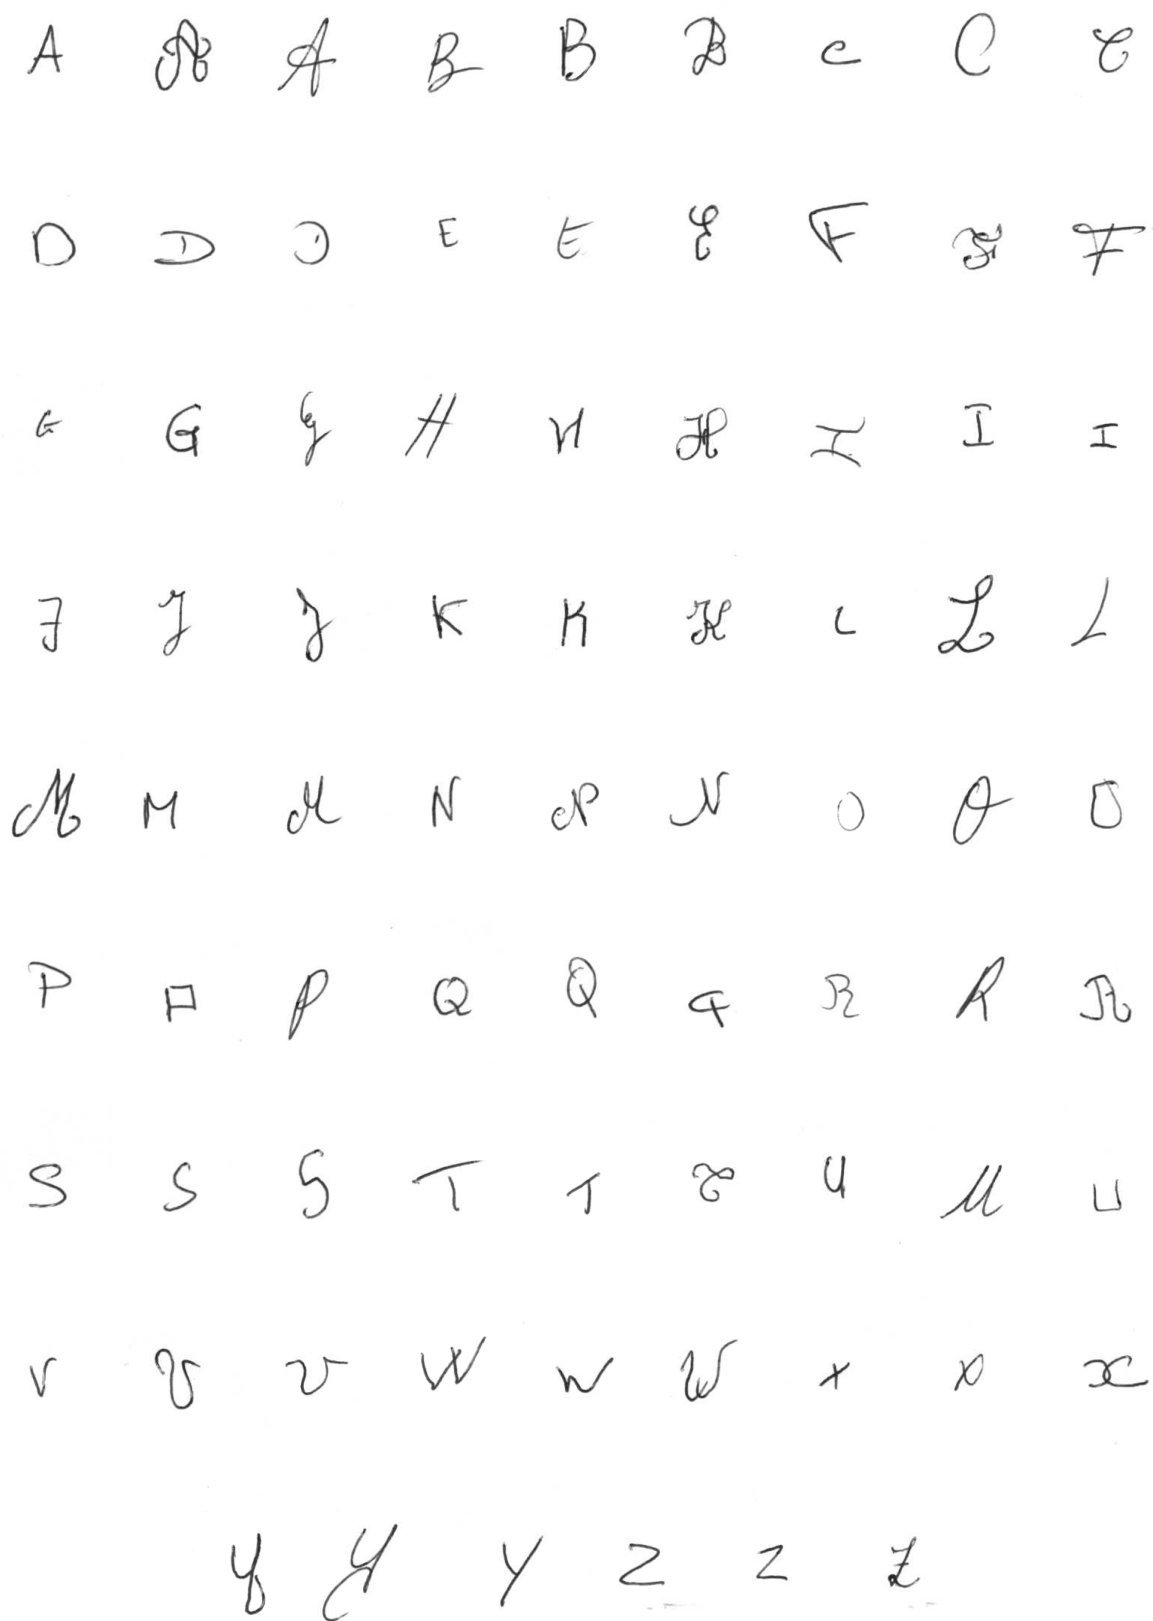 A A A B B B C C C
D D D E E E F F F
G G G H H H I I I
J J J K K K L L L
M M M N N N O O O
P P P Q Q Q R R R
S S S T T T U U U
V V V W W W X X X
Y Y Y Z Z Z